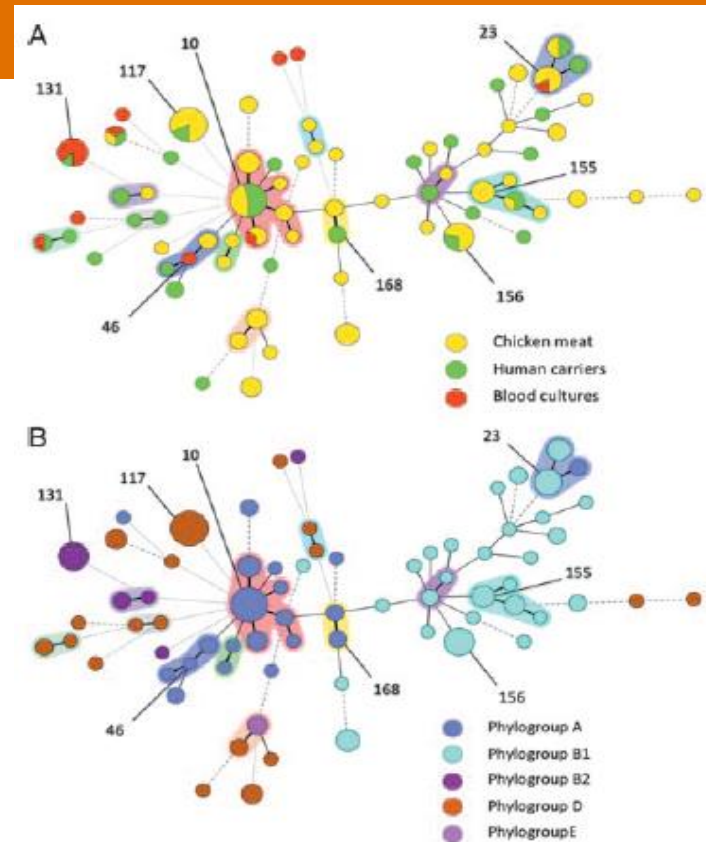 A
10
23
117
131
155
168
156
46
Chicken meat
Human carriers
Blood cultures
B
10
23
117
131
155
168
156
46
Phylogroup A
Phylogroup B1
Phylogroup B2
Phylogroup D
PhylogroupE